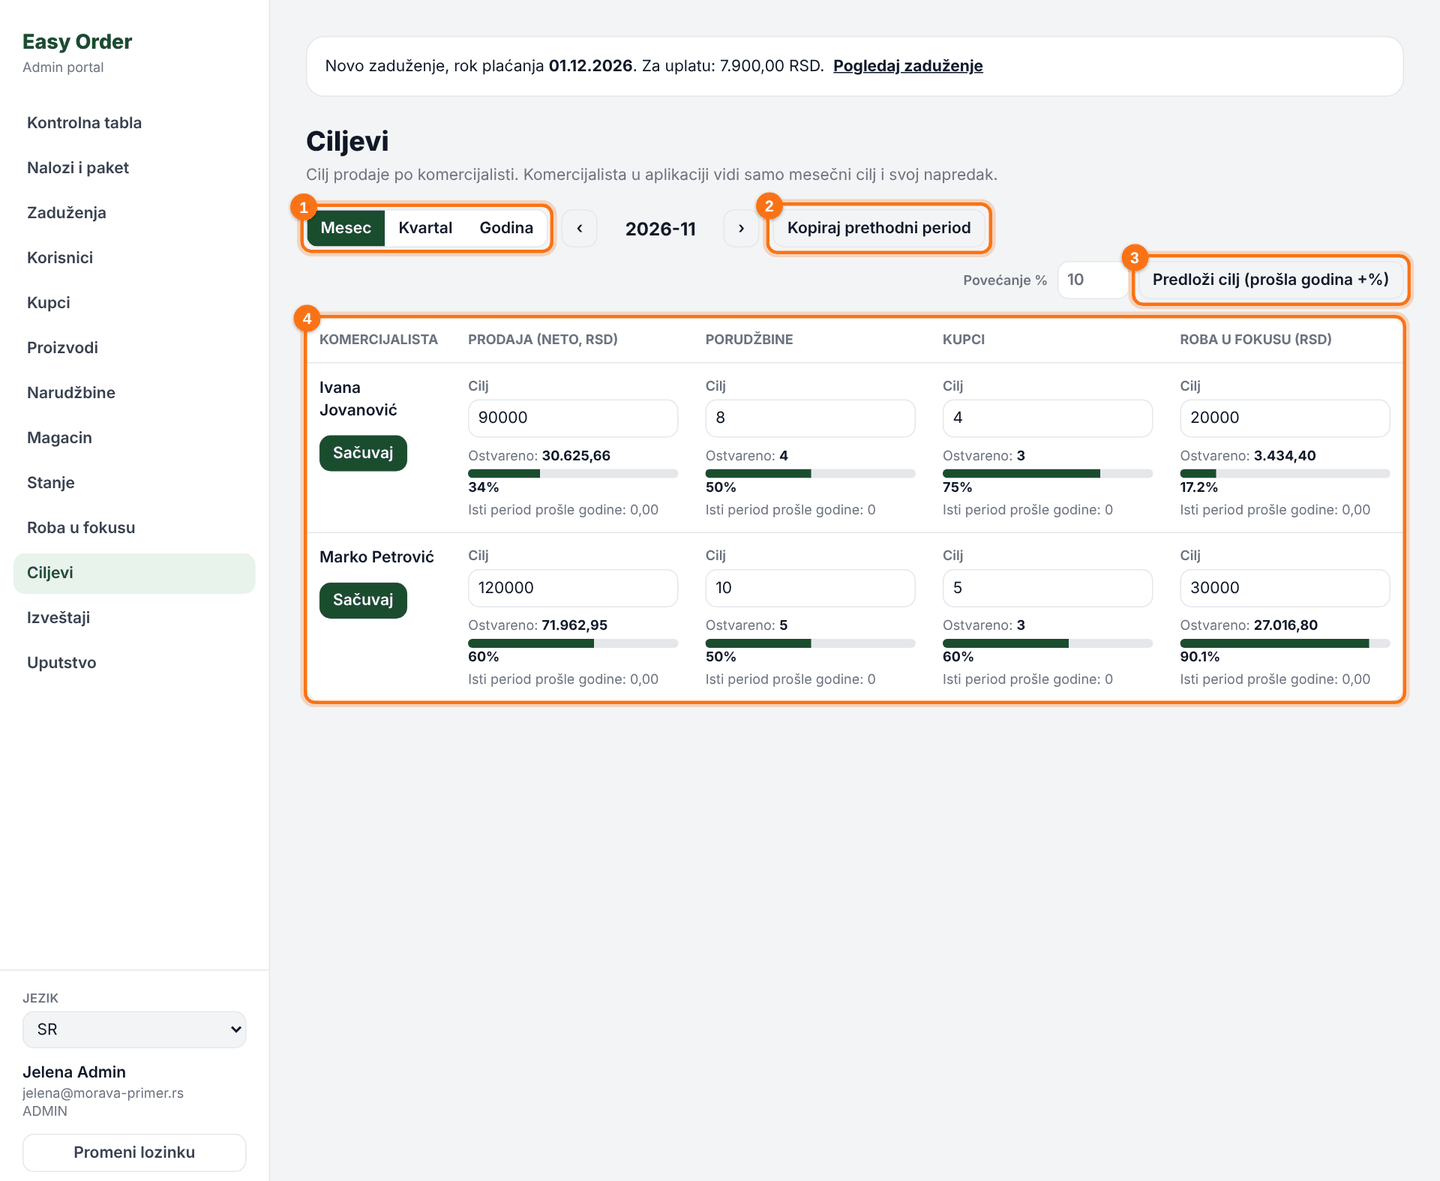 Easy Order
Admin portal
Kontrolna tabla
Nalozi i paket
Zaduženja
Korisnici
Kupci
Proizvodi
Narudžbine
Magacin
Stanje
Roba u fokusu
Ciljevi
Izveštaji
Uputstvo
JEZIK
SR
Jelena Admin
jelena@morava-primer.rs
ADMIN
Promeni lozinku
Novo zaduženje, rok plaćanja 01.12.2026. Za uplatu: 7.900,00 RSD. Pogledaj zaduženje
Ciljevi
Cilj prodaje po komercijalisti. Komercijalista u aplikaciji vidi samo mesečni cilj i svoj napredak.
1 Mesec Kvartal Godina ‹ 2026-11 › 2 Kopiraj prethodni period
Povećanje % 10 3 Predloži cilj (prošla godina +%)
4
KOMERCIJALISTA PRODAJA (NETO, RSD) PORUDŽBINE KUPCI ROBA U FOKUSU (RSD)
Ivana Jovanović
Sačuvaj
Cilj Cilj Cilj Cilj
90000 8 4 20000
Ostvareno: 30.625,66 Ostvareno: 4 Ostvareno: 3 Ostvareno: 3.434,40
34% 50% 75% 17.2%
Isti period prošle godine: 0,00 Isti period prošle godine: 0 Isti period prošle godine: 0 Isti period prošle godine: 0,00
Marko Petrović
Sačuvaj
Cilj Cilj Cilj Cilj
120000 10 5 30000
Ostvareno: 71.962,95 Ostvareno: 5 Ostvareno: 3 Ostvareno: 27.016,80
60% 50% 60% 90.1%
Isti period prošle godine: 0,00 Isti period prošle godine: 0 Isti period prošle godine: 0 Isti period prošle godine: 0,00